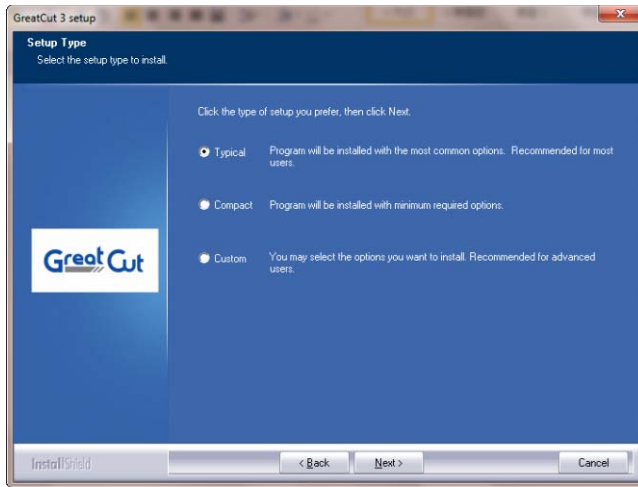 GreatCut 3 setup
Setup Type
Select the setup type to install.
Click the type of setup you prefer, then click Next.
Typical
Program will be installed with the most common options.  Recommended for most
users.
Compact
Program will be installed with minimum required options.
Custom
You may select the options you want to install. Recommended for advanced
users.
Great Cut
InstallShield
< Back
Next >
Cancel